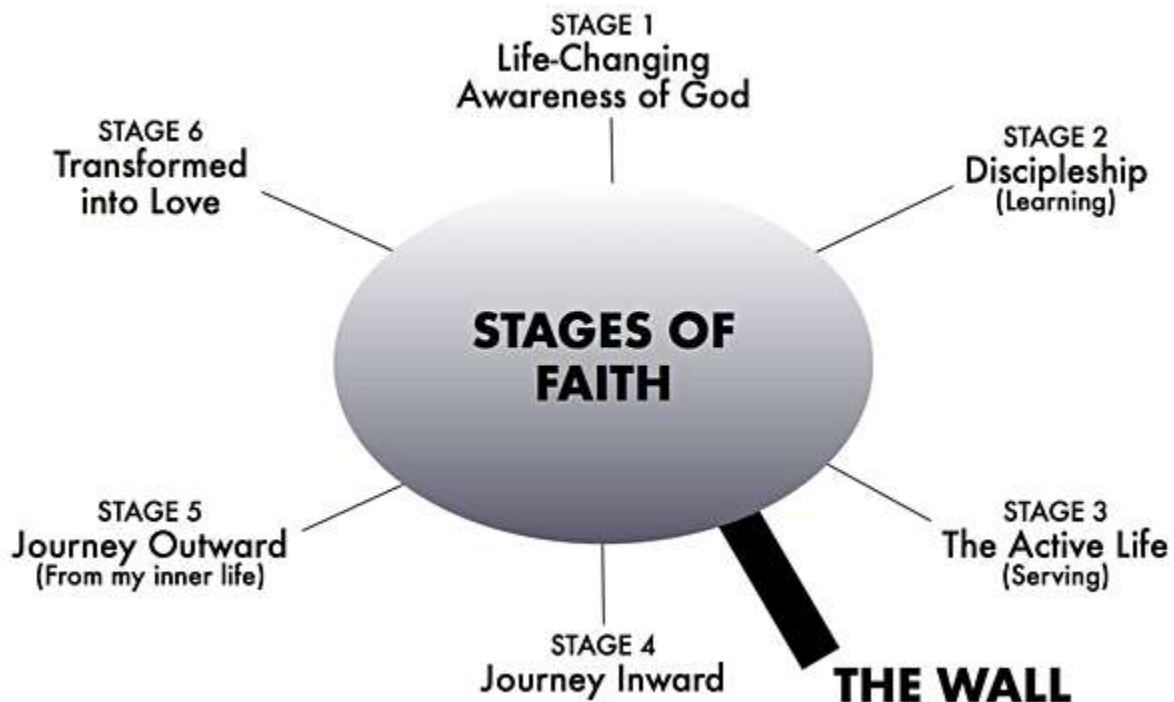 STAGES OF
FAITH
STAGE 1
Life-Changing
Awareness of God
STAGE 2
Discipleship
(Learning)
STAGE 3
The Active Life
(Serving)
THE WALL
STAGE 4
Journey Inward
STAGE 5
Journey Outward
(From my inner life)
STAGE 6
Transformed
into Love